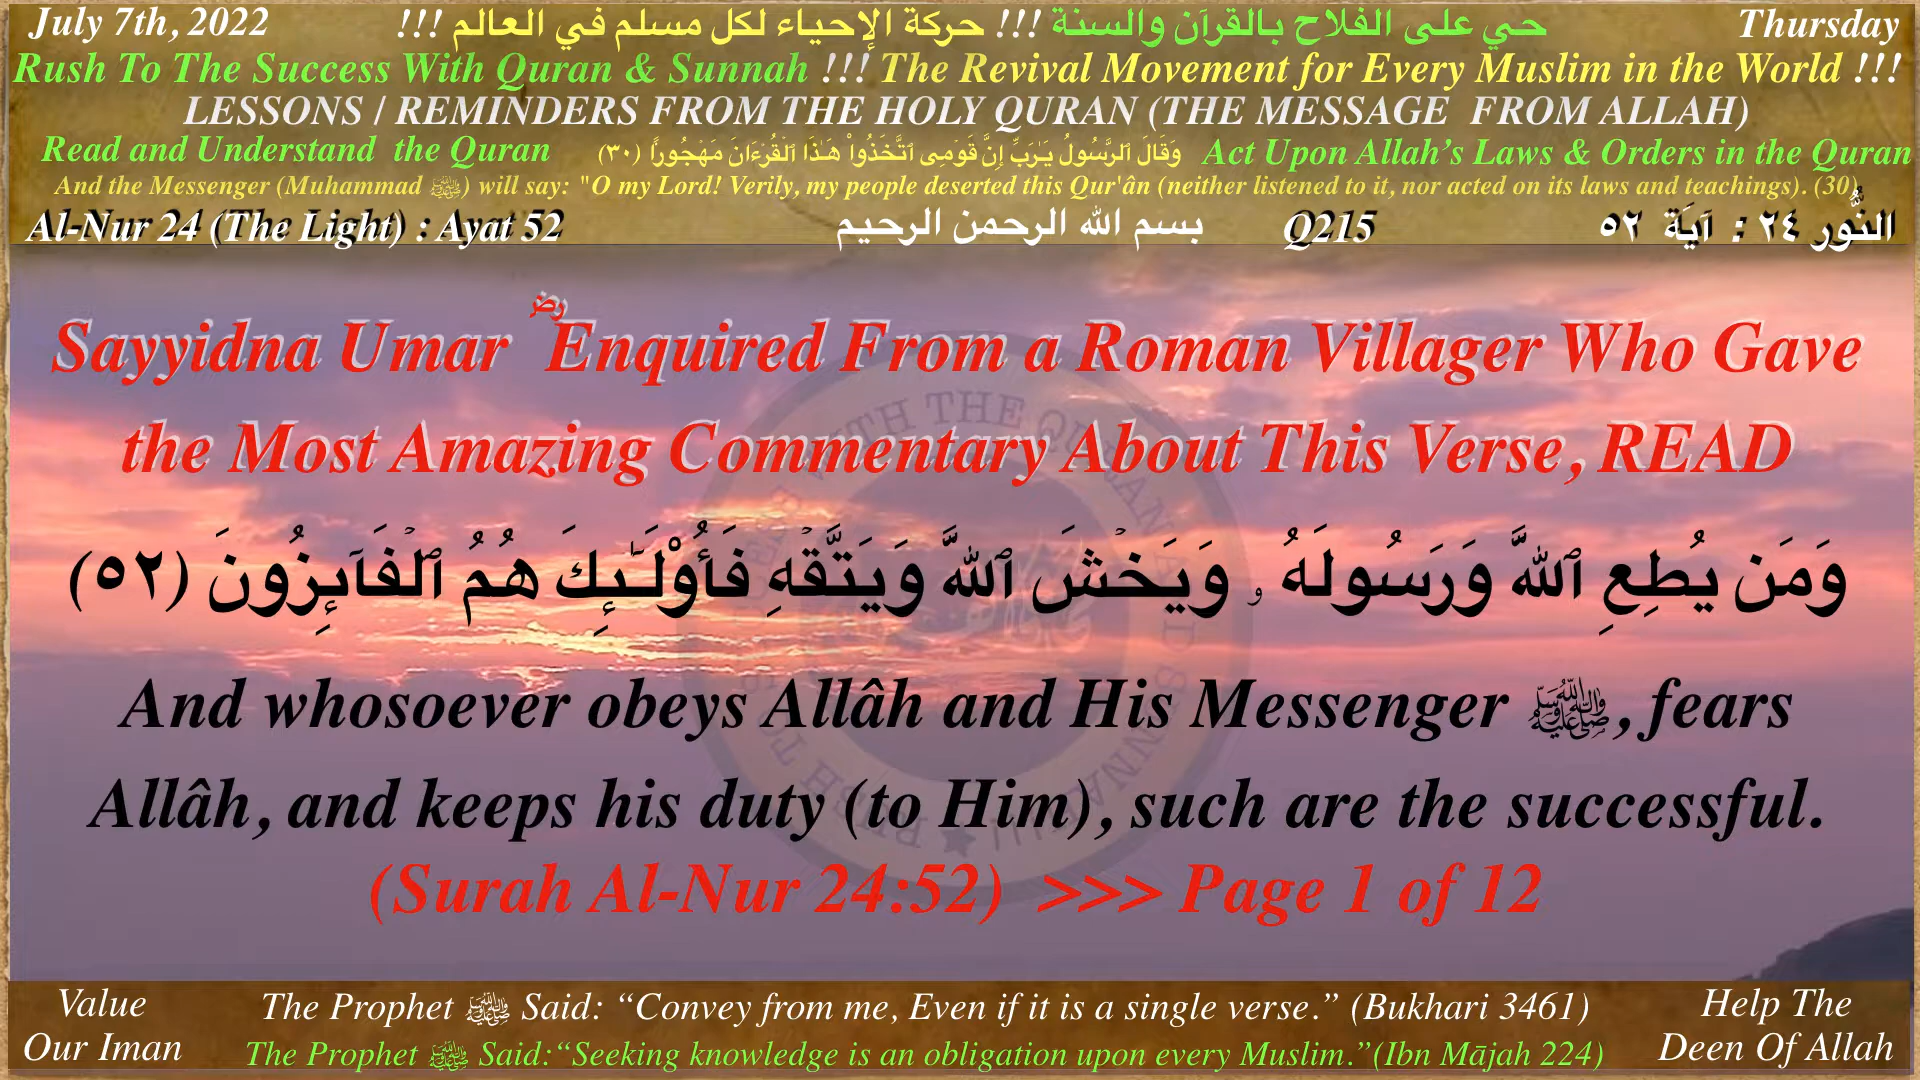 July 7th, 2022 حي على الفلاح بالقرآن والسنة !!! حركة الإحياء لكل مسلم في العالم !!! Thursday
Rush To The Success With Quran & Sunnah !!! The Revival Movement for Every Muslim in the World !!!
LESSONS / REMINDERS FROM THE HOLY QURAN (THE MESSAGE FROM ALLAH)
Read and Understand the Quran وَقَالَ ٱلرَّسُولُ يَـٰرَبِّ إِنَّ قَوْمِى ٱتَّخَذُوا۟ هَـٰذَا ٱلْقُرْءَانَ مَهْجُورًا (٣٠) Act Upon Allah’s Laws & Orders in the Quran
And the Messenger (Muhammad ﷺ) will say: "O my Lord! Verily, my people deserted this Qur'ân (neither listened to it, nor acted on its laws and teachings). (30)
Al-Nur 24 (The Light) : Ayat 52 بسم الله الرحمن الرحيم Q215 النُّور ٢٤ : آيَة ٥٢
Sayyidna Umar ؓ Enquired From a Roman Villager Who Gave
the Most Amazing Commentary About This Verse, READ
وَمَن يُطِعِ ٱللَّهَ وَرَسُولَهُ ۥ وَيَخْشَ ٱللَّهَ وَيَتَّقْهِ فَأُو۟لَـٰٓئِكَ هُمُ ٱلْفَآئِزُونَ (٥٢)
And whosoever obeys Allâh and His Messenger ﷺ, fears
Allâh, and keeps his duty (to Him), such are the successful.
(Surah Al-Nur 24:52) >>> Page 1 of 12
Value The Prophet ﷺ Said: “Convey from me, Even if it is a single verse.” (Bukhari 3461) Help The
Our Iman The Prophet ﷺ Said:“Seeking knowledge is an obligation upon every Muslim.”(Ibn Mājah 224) Deen Of Allah